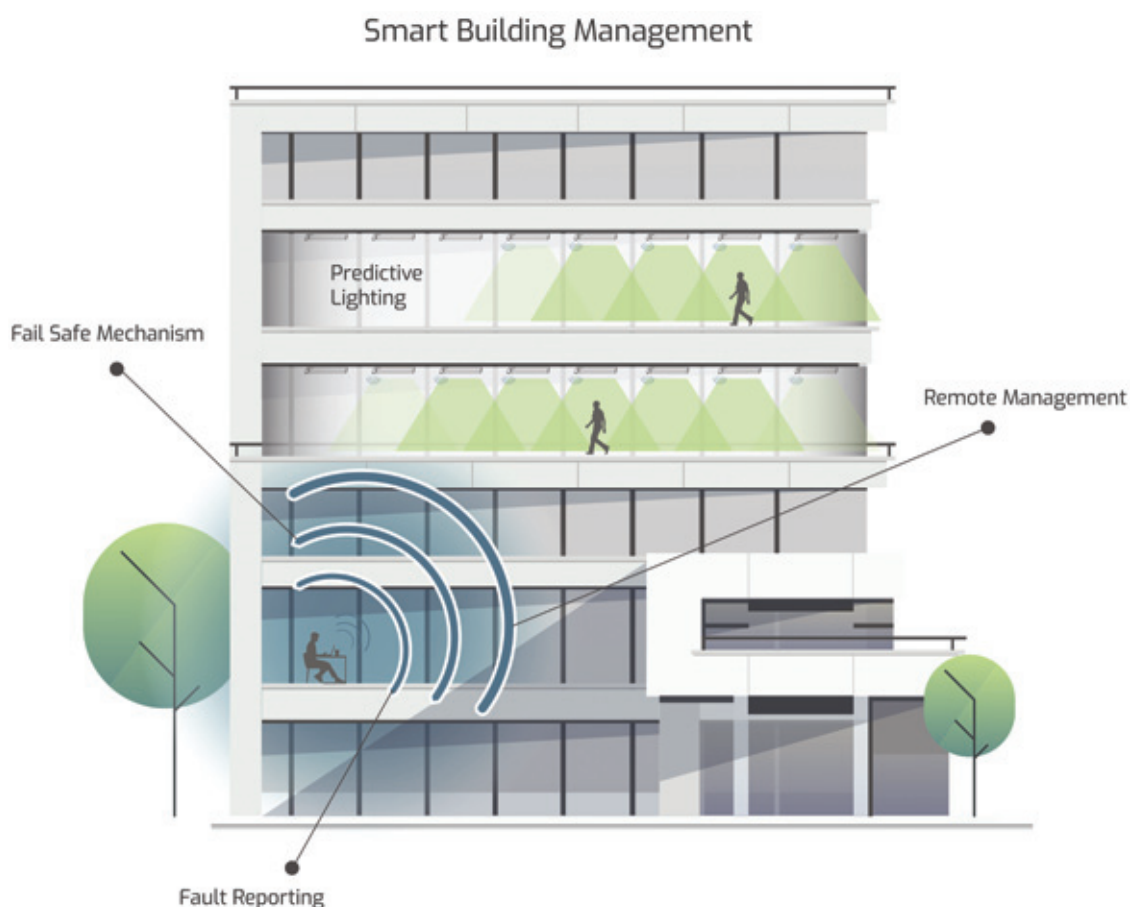 Smart Building Management
Predictive
Lighting
Fail Safe Mechanism
Remote Management
Fault Reporting